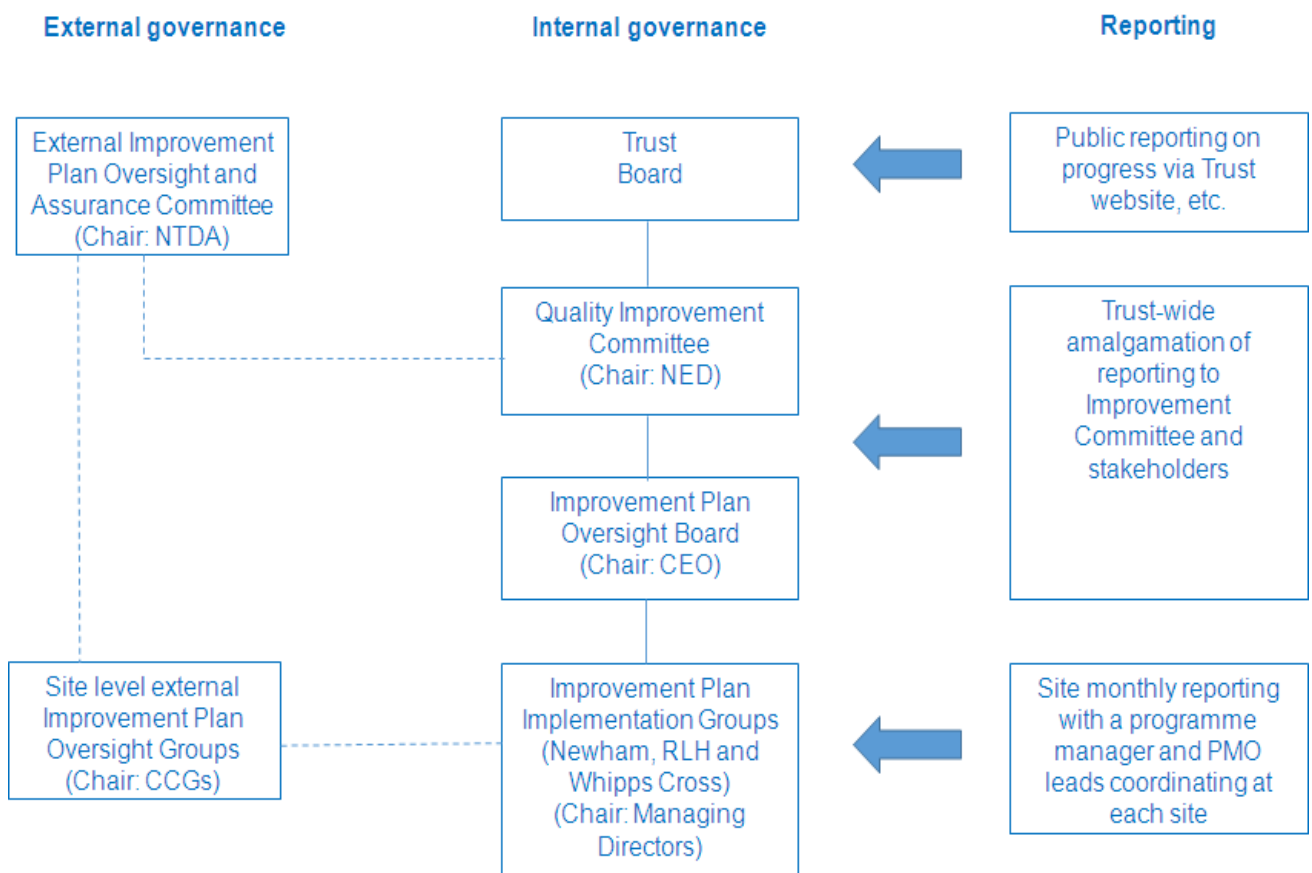 External governance
Internal governance
Reporting
External Improvement
Plan Oversight and
Assurance Committee
(Chair: NTDA)
Trust
Board
Public reporting on
progress via Trust
website, etc.
Quality Improvement
Committee
(Chair: NED)
Trust-wide
amalgamation of
reporting to
Improvement
Committee and
stakeholders
Improvement Plan
Oversight Board
(Chair: CEO)
Site level external
Improvement Plan
Oversight Groups
(Chair: CCGs)
Improvement Plan
Implementation Groups
(Newham, RLH and
Whipps Cross)
(Chair: Managing
Directors)
Site monthly reporting
with a programme
manager and PMO
leads coordinating at
each site